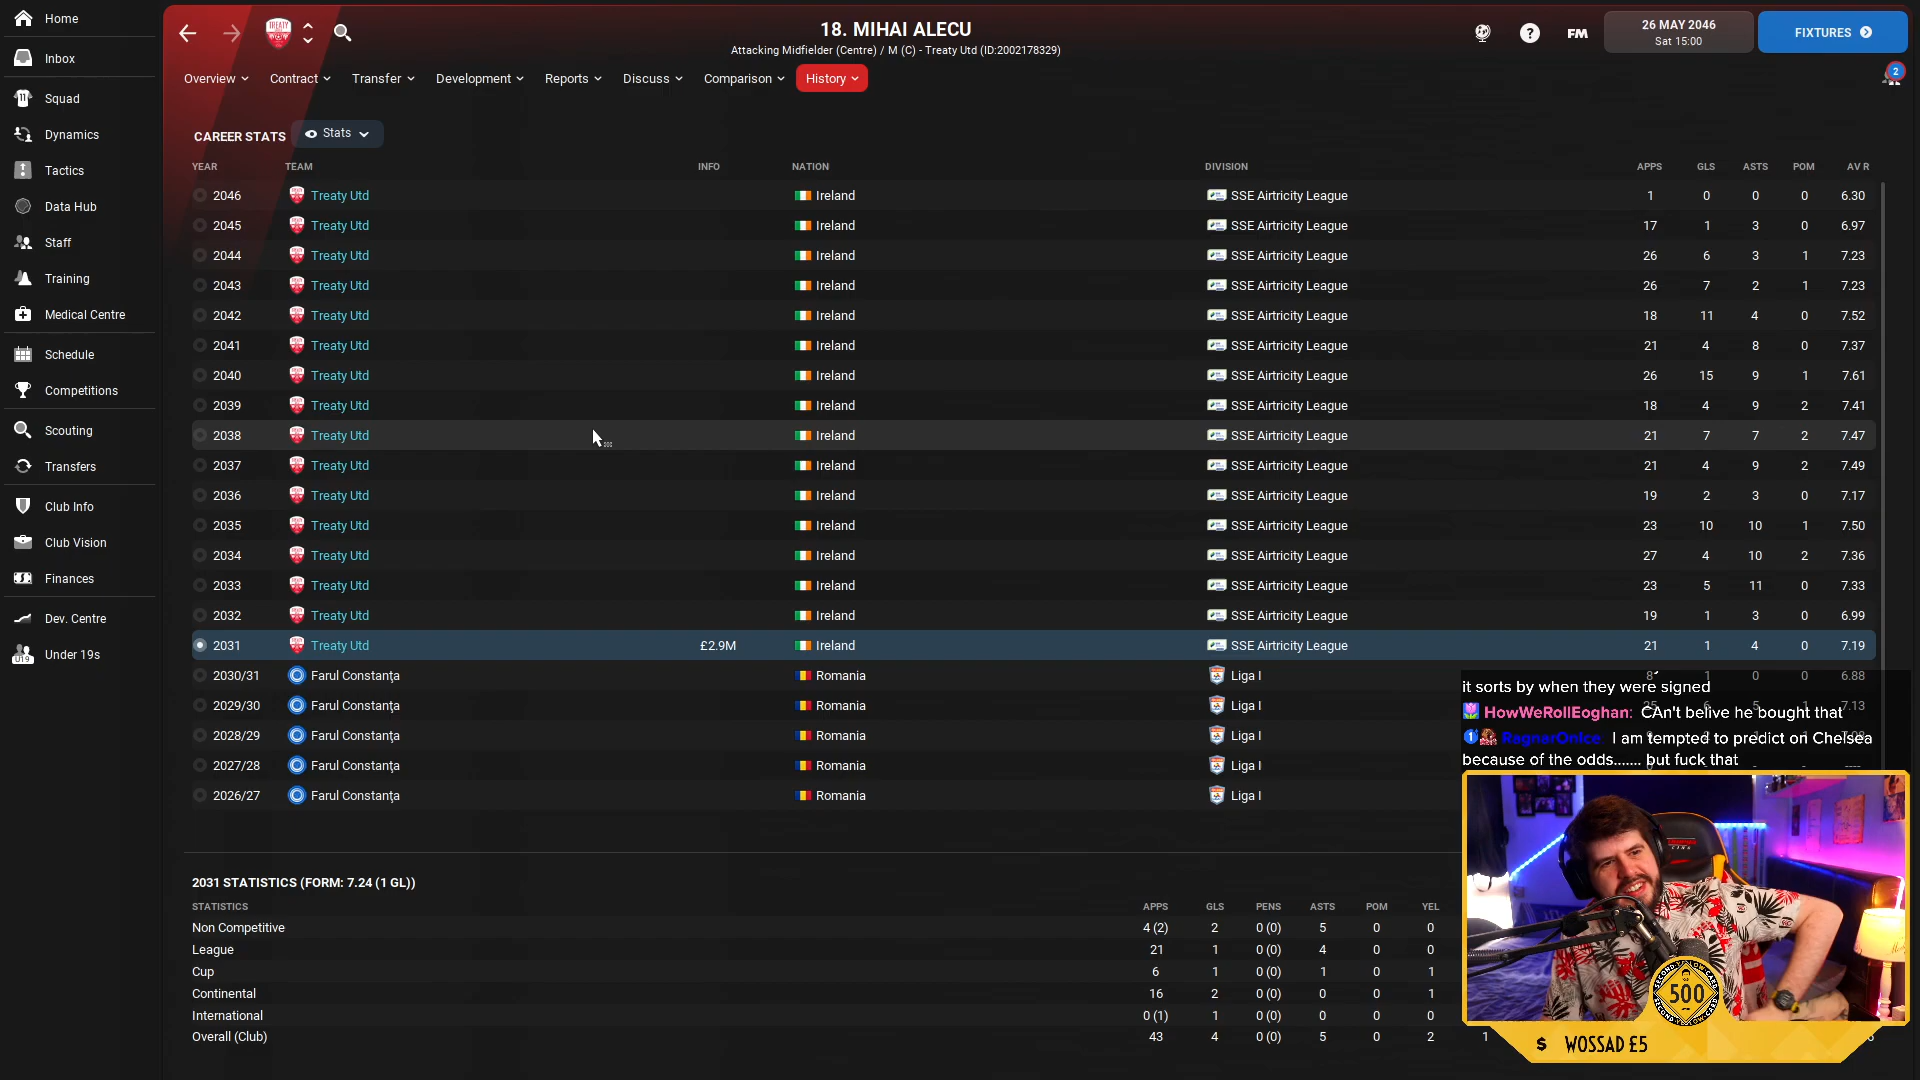 Home
Inbox
Squad
Dynamics
Tactics
Data Hub
Staff
Training
Medical Centre
Schedule
Competitions
Scouting
Transfers
Club Info
Club Vision
Finances
Dev. Centre
Under 19s
18. MIHAI ALECU
Attacking Midfielder (Centre) / M (C) - Treaty Utd (ID:2002178329)
FM
26 MAY 2046
Sat 15:00
FIXTURES
Overview Contract Transfer Development Reports Discuss Comparison History
2
CAREER STATS Stats
YEAR TEAM INFO NATION DIVISION APPS GLS ASTS POM AV R
2046 Treaty Utd Ireland SSE Airtricity League 1 0 0 0 6.30
2045 Treaty Utd Ireland SSE Airtricity League 17 1 3 0 6.97
2044 Treaty Utd Ireland SSE Airtricity League 26 6 3 1 7.23
2043 Treaty Utd Ireland SSE Airtricity League 26 7 2 1 7.23
2042 Treaty Utd Ireland SSE Airtricity League 18 11 4 0 7.52
2041 Treaty Utd Ireland SSE Airtricity League 21 4 8 0 7.37
2040 Treaty Utd Ireland SSE Airtricity League 26 15 9 1 7.61
2039 Treaty Utd Ireland SSE Airtricity League 18 4 9 2 7.41
2038 Treaty Utd Ireland SSE Airtricity League 21 7 7 2 7.47
2037 Treaty Utd Ireland SSE Airtricity League 21 4 9 2 7.49
2036 Treaty Utd Ireland SSE Airtricity League 19 2 3 0 7.17
2035 Treaty Utd Ireland SSE Airtricity League 23 10 10 1 7.50
2034 Treaty Utd Ireland SSE Airtricity League 27 4 10 2 7.36
2033 Treaty Utd Ireland SSE Airtricity League 23 5 11 0 7.33
2032 Treaty Utd Ireland SSE Airtricity League 19 1 3 0 6.99
2031 Treaty Utd £2.9M Ireland SSE Airtricity League 21 1 4 0 7.19
2030/31 Farul Constanța Romania Liga I 8 1 0 0 6.88
2029/30 Farul Constanța Romania Liga I 7.13
2028/29 Farul Constanța Romania Liga I
2027/28 Farul Constanța Romania Liga I
2026/27 Farul Constanța Romania Liga I
it sorts by when they were signed
HowWeRollEoghan: CAn't belive he bought that
RagnarOnIce I am tempted to predict on Chelsea
because of the odds....... but fuck that
2031 STATISTICS (FORM: 7.24 (1 GL))
STATISTICS APPS GLS PENS ASTS POM YEL
Non Competitive 4 (2) 2 0 (0) 5 0 0
League 21 1 0 (0) 4 0 0
Cup 6 1 0 (0) 1 0 1
Continental 16 2 0 (0) 0 0 1
International 0 (1) 1 0 (0) 0 0 0
Overall (Club) 43 4 0 (0) 5 0 2 1
500
$ WOSSAD £5